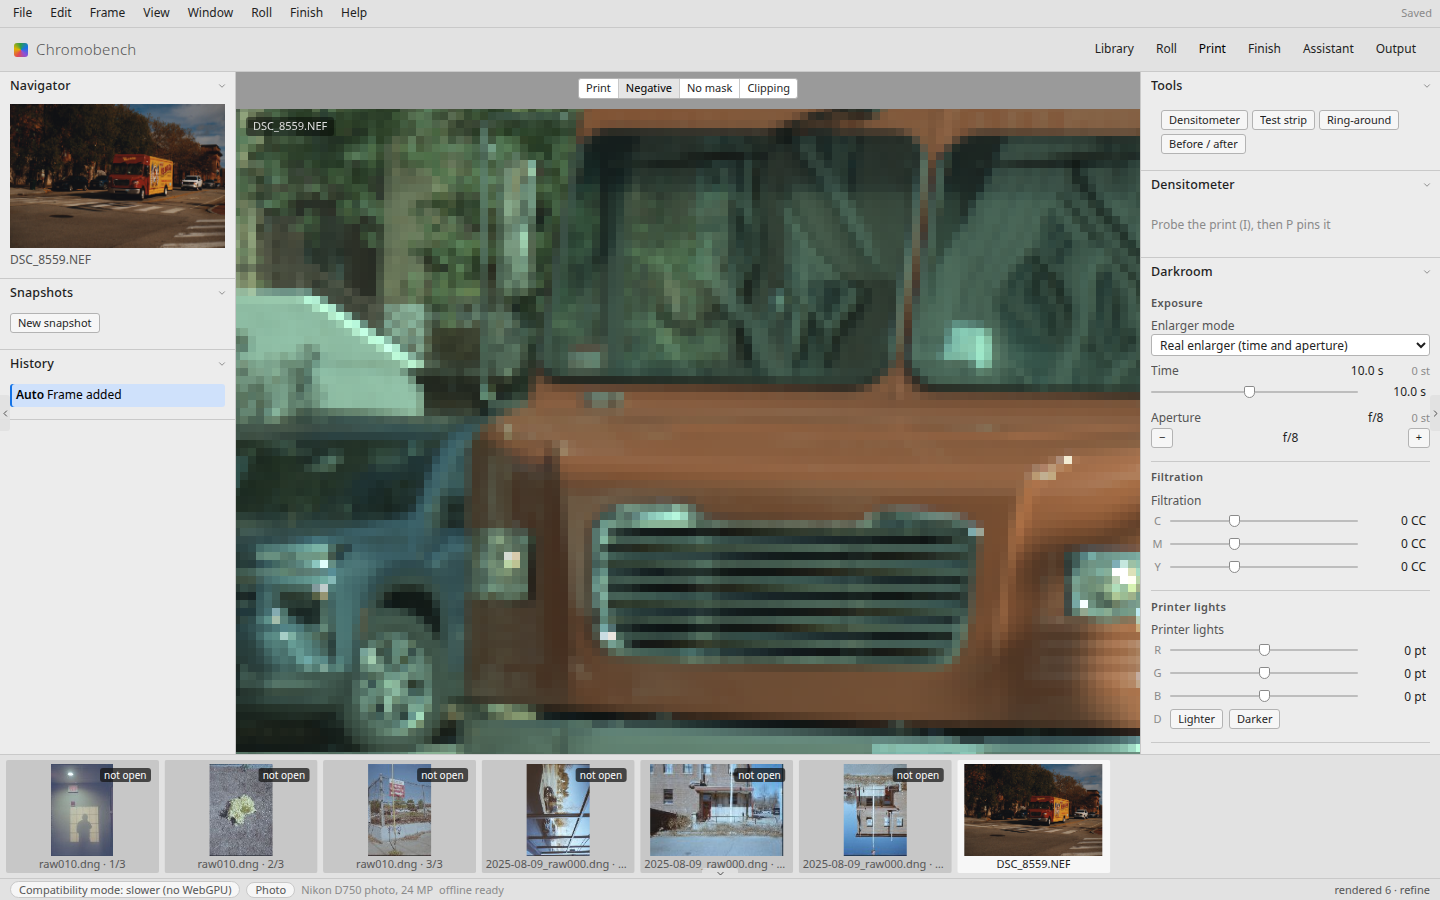 File Edit Frame View Window Roll Finish Help Saved
Chromobench Library Roll Print Finish Assistant Output
Navigator
DSC_8559.NEF
Snapshots
New snapshot
History
Auto Frame added
Print Negative No mask Clipping
DSC_8559.NEF
Tools
Densitometer Test strip Ring-around
Before / after
Densitometer
Probe the print (I), then P pins it
Darkroom
Exposure
Enlarger mode
Real enlarger (time and aperture)
Time 10.0 s 0 st
10.0 s
Aperture f/8 0 st
− f/8 +
Filtration
Filtration
C 0 CC
M 0 CC
Y 0 CC
Printer lights
Printer lights
R 0 pt
G 0 pt
B 0 pt
D Lighter Darker
not open not open not open not open not open not open
raw010.dng · 1/3 raw010.dng · 2/3 raw010.dng · 3/3 2025-08-09_raw000.dng · ... 2025-08-09_raw000.dng · ... 2025-08-09_raw000.dng · ... DSC_8559.NEF
Compatibility mode: slower (no WebGPU) Photo Nikon D750 photo, 24 MP offline ready rendered 6 · refine